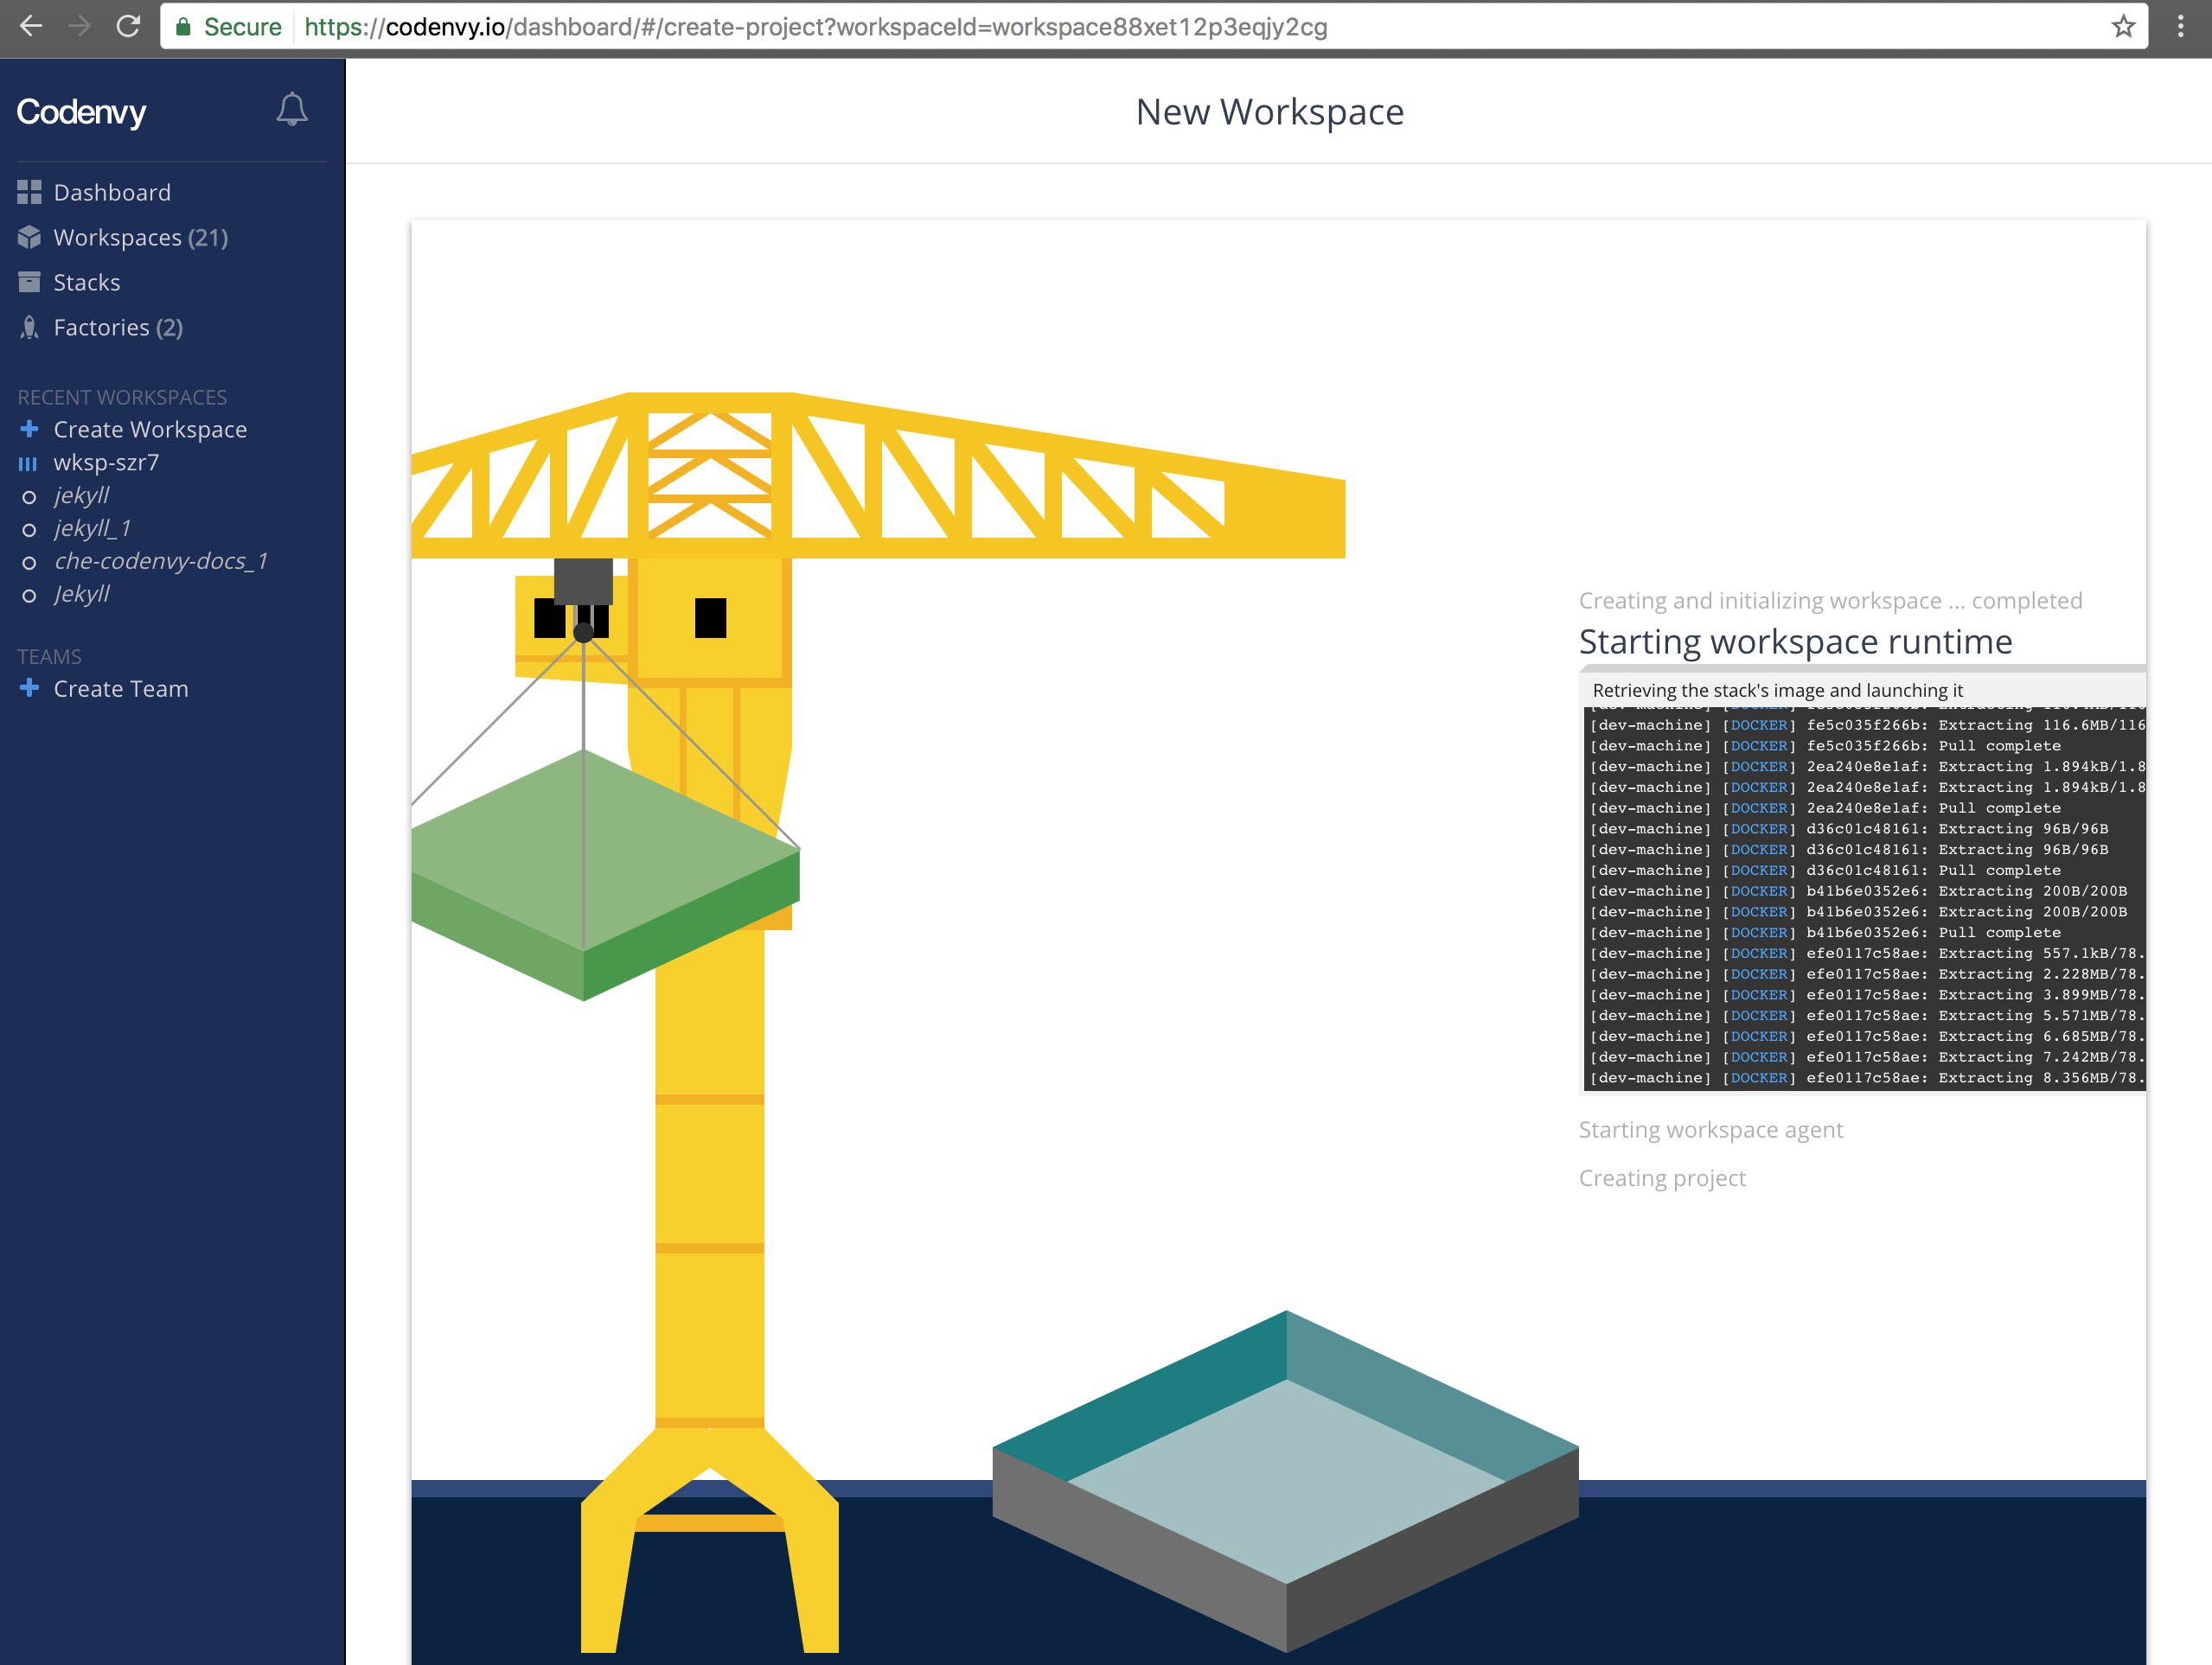 Secure https://codenvy.io/dashboard/#/create-project?workspaceId=workspace88xet12p3eqjy2cg
Codenvy
Dashboard
Workspaces (21)
Stacks
Factories (2)
RECENT WORKSPACES
Create Workspace
wksp-szr7
jekyll
jekyll_1
che-codenvy-docs_1
Jekyll
TEAMS
Create Team
New Workspace
Creating and initializing workspace ... completed
Starting workspace runtime
Retrieving the stack's image and launching it
[dev-machine] [DOCKER] fe5c035f266b: Extracting 116.6MB/116
[dev-machine] [DOCKER] fe5c035f266b: Pull complete
[dev-machine] [DOCKER] 2ea240e8e1af: Extracting 1.894kB/1.8
[dev-machine] [DOCKER] 2ea240e8e1af: Extracting 1.894kB/1.8
[dev-machine] [DOCKER] 2ea240e8e1af: Pull complete
[dev-machine] [DOCKER] d36c01c48161: Extracting 96B/96B
[dev-machine] [DOCKER] d36c01c48161: Extracting 96B/96B
[dev-machine] [DOCKER] d36c01c48161: Pull complete
[dev-machine] [DOCKER] b41b6e0352e6: Extracting 200B/200B
[dev-machine] [DOCKER] b41b6e0352e6: Extracting 200B/200B
[dev-machine] [DOCKER] b41b6e0352e6: Pull complete
[dev-machine] [DOCKER] efe0117c58ae: Extracting 557.1kB/78.
[dev-machine] [DOCKER] efe0117c58ae: Extracting 2.228MB/78.
[dev-machine] [DOCKER] efe0117c58ae: Extracting 3.899MB/78.
[dev-machine] [DOCKER] efe0117c58ae: Extracting 5.571MB/78.
[dev-machine] [DOCKER] efe0117c58ae: Extracting 6.685MB/78.
[dev-machine] [DOCKER] efe0117c58ae: Extracting 7.242MB/78.
[dev-machine] [DOCKER] efe0117c58ae: Extracting 8.356MB/78.
Starting workspace agent
Creating project